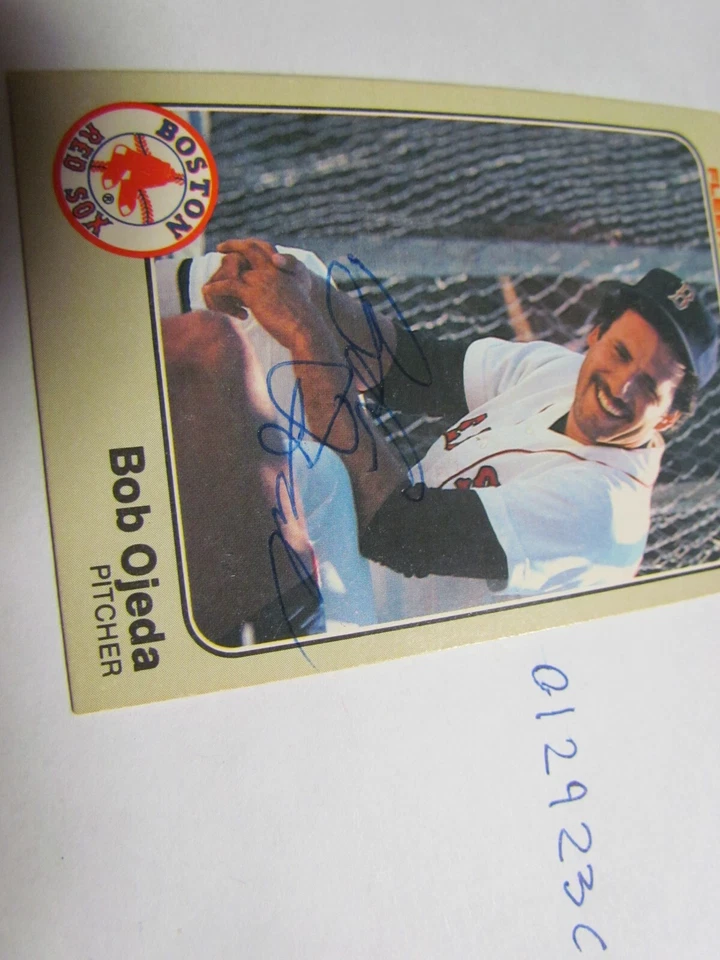 BOSTON
RED SOX
®
B
Bob Ojeda
PITCHER
012923C